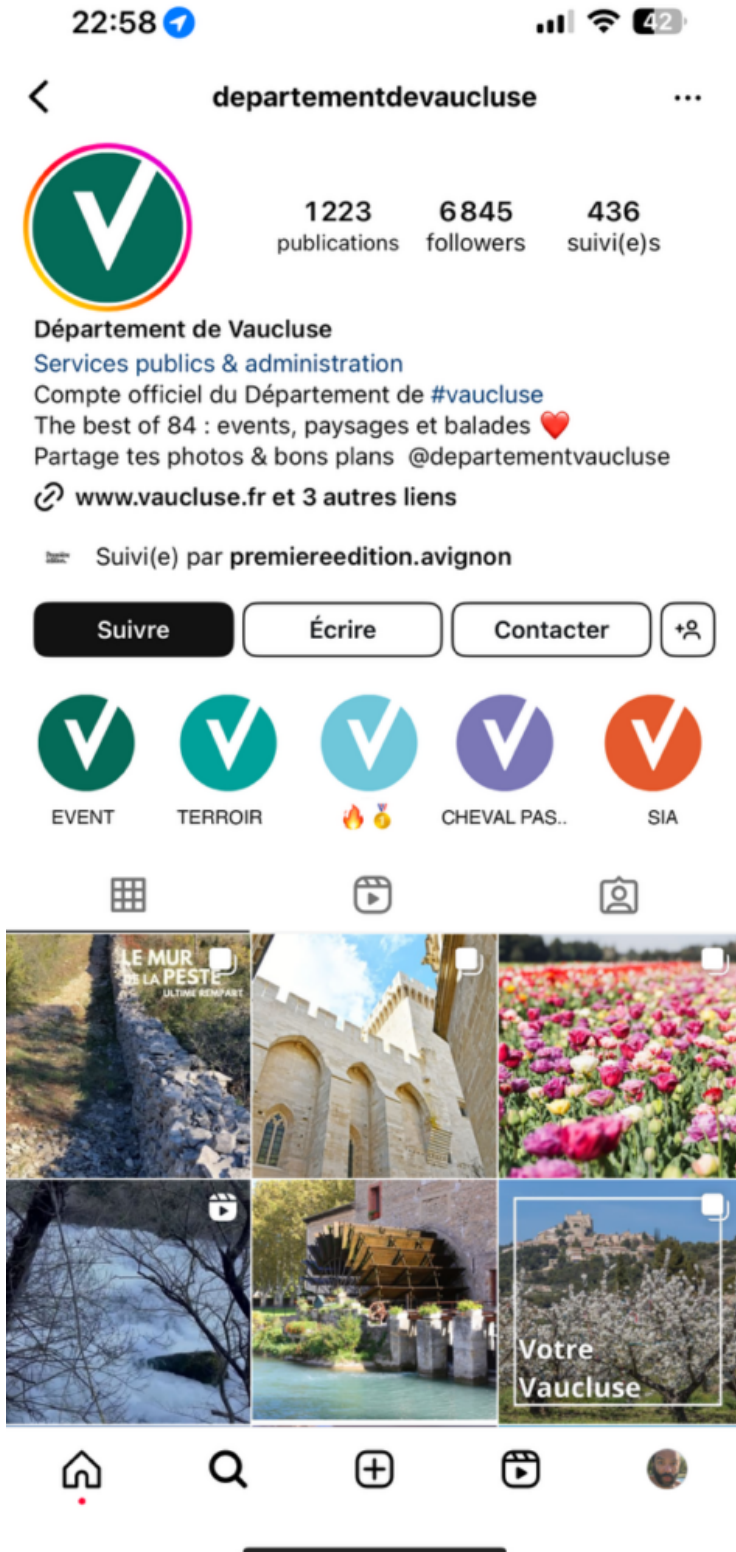 22:58
42
departementdevaucluse
1223 6845 436
publications followers suivi(e)s
Département de Vaucluse
Services publics & administration
Compte officiel du Département de #vaucluse
The best of 84 : events, paysages et balades ❤️
Partage tes photos & bons plans @departementvaucluse
www.vaucluse.fr et 3 autres liens
Suivi(e) par premiereedition.avignon
Suivre Écrire Contacter
EVENT TERROIR 🔥🏅 CHEVAL PAS.. SIA
LE MUR
DE LA PESTE
ULTIME REMPART
Votre
Vaucluse